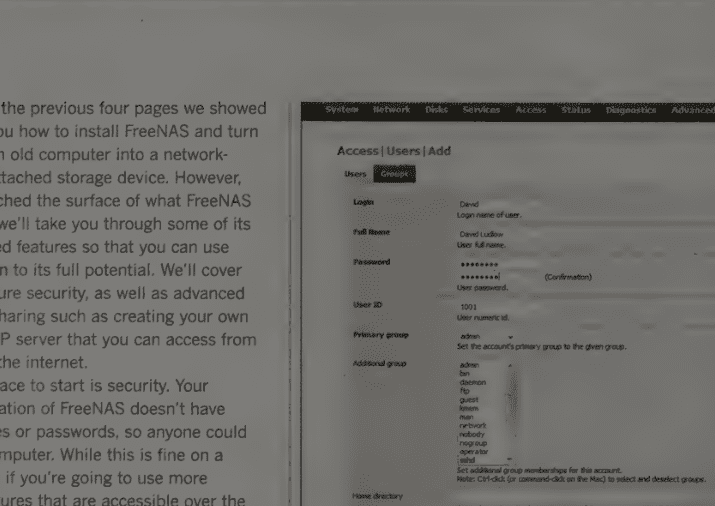 the previous four pages we showed
ou how to install FreeNAS and turn
n old computer into a network-
ttached storage device. However,
ched the surface of what FreeNAS
we'll take you through some of its
ed features so that you can use
n to its full potential. We'll cover
ure security, as well as advanced
haring such as creating your own
P server that you can access from
the internet.
ace to start is security. Your
ation of FreeNAS doesn't have
es or passwords, so anyone could
mputer. While this is fine on a
if you're going to use more
ures that are accessible over the
System Network Disks Services Access Status Diagnostics Advanced
Access|Users|Add
Users Groups
Login David
Login name of user.
Full Name David Ludlow
User full name.
Password ••••••••
•••••••• (Confirmation)
User password.
User ID 1001
User numeric id.
Primary group admin
Set the account's primary group to the given group.
Additional group admin
bin
daemon
ftp
guest
kmem
man
network
nobody
nogroup
operator
sshd
Set additional group memberships for this account.
Note: Ctrl-click (or command-click on the Mac) to select and deselect groups.
Home directory